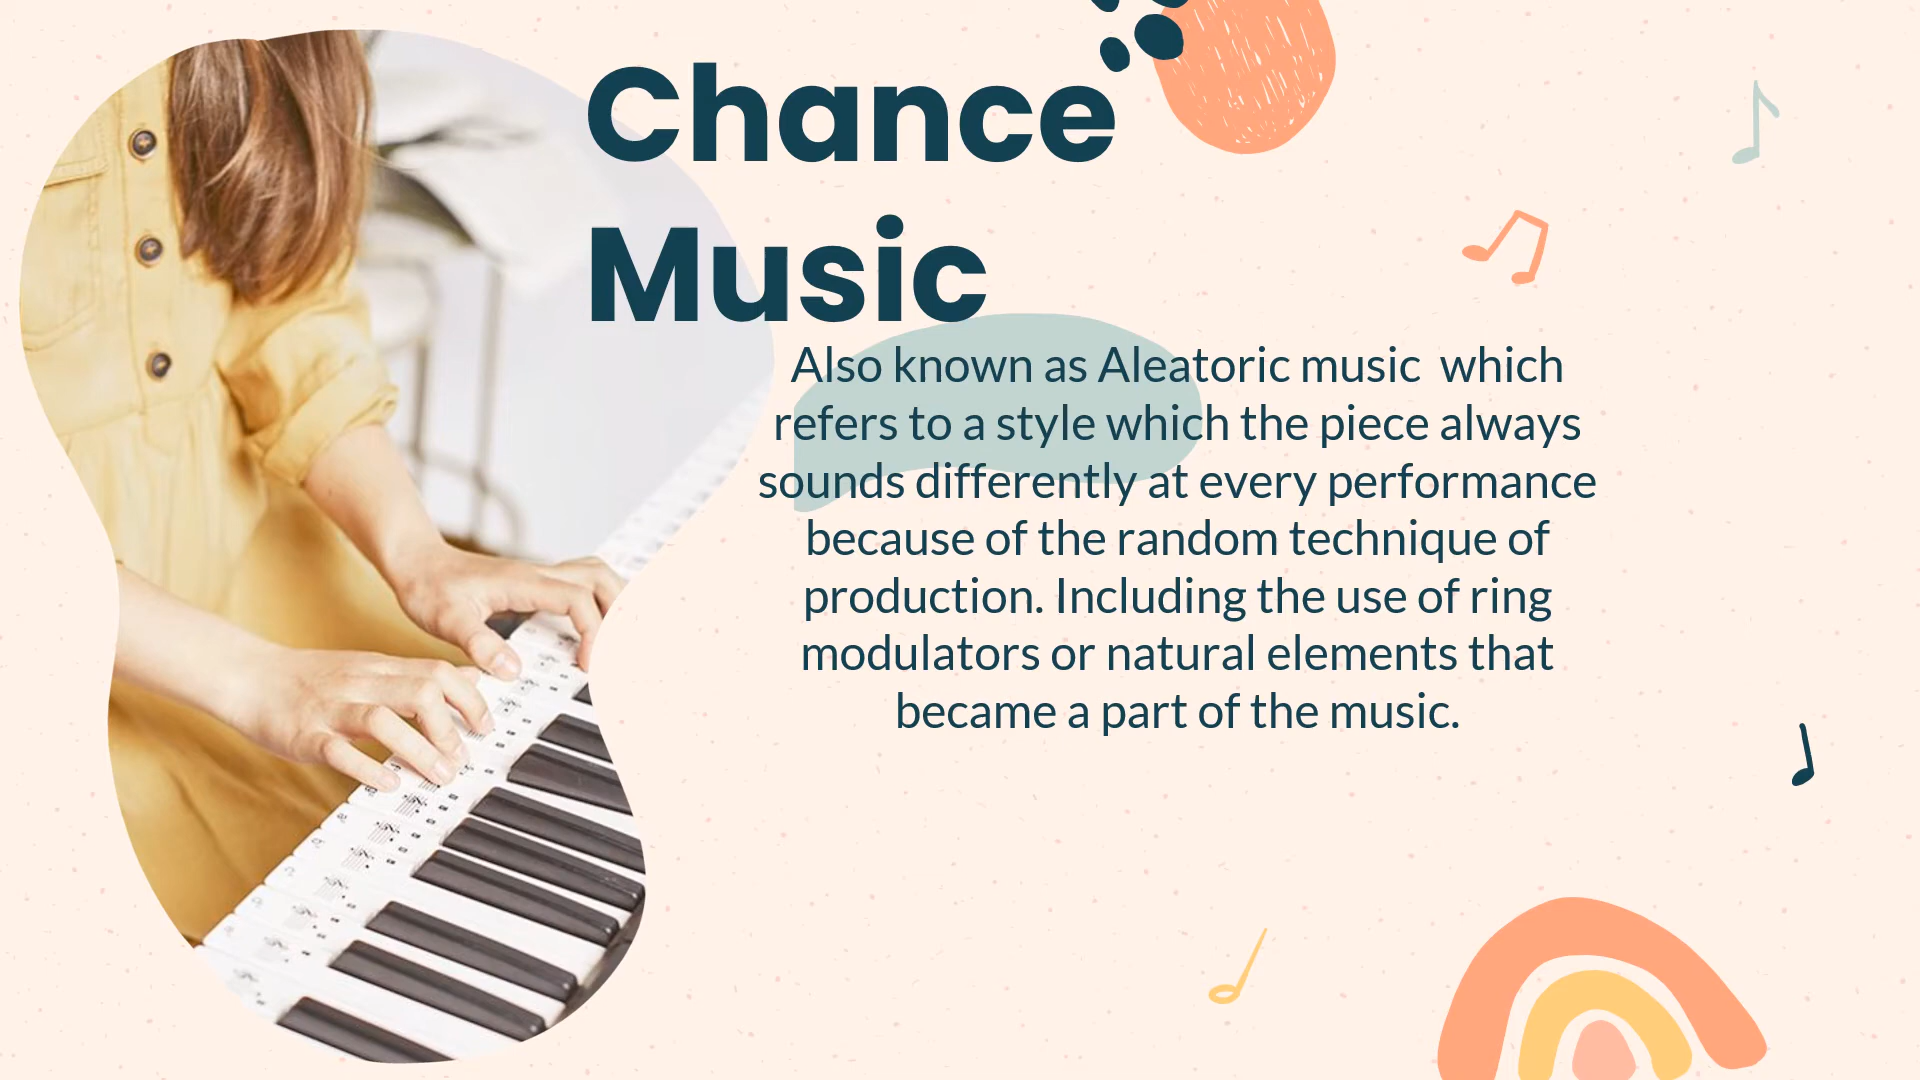 Chance
Music
Also known as Aleatoric music  which
refers to a style which the piece always
sounds differently at every performance
because of the random technique of
production. Including the use of ring
modulators or natural elements that
became a part of the music.